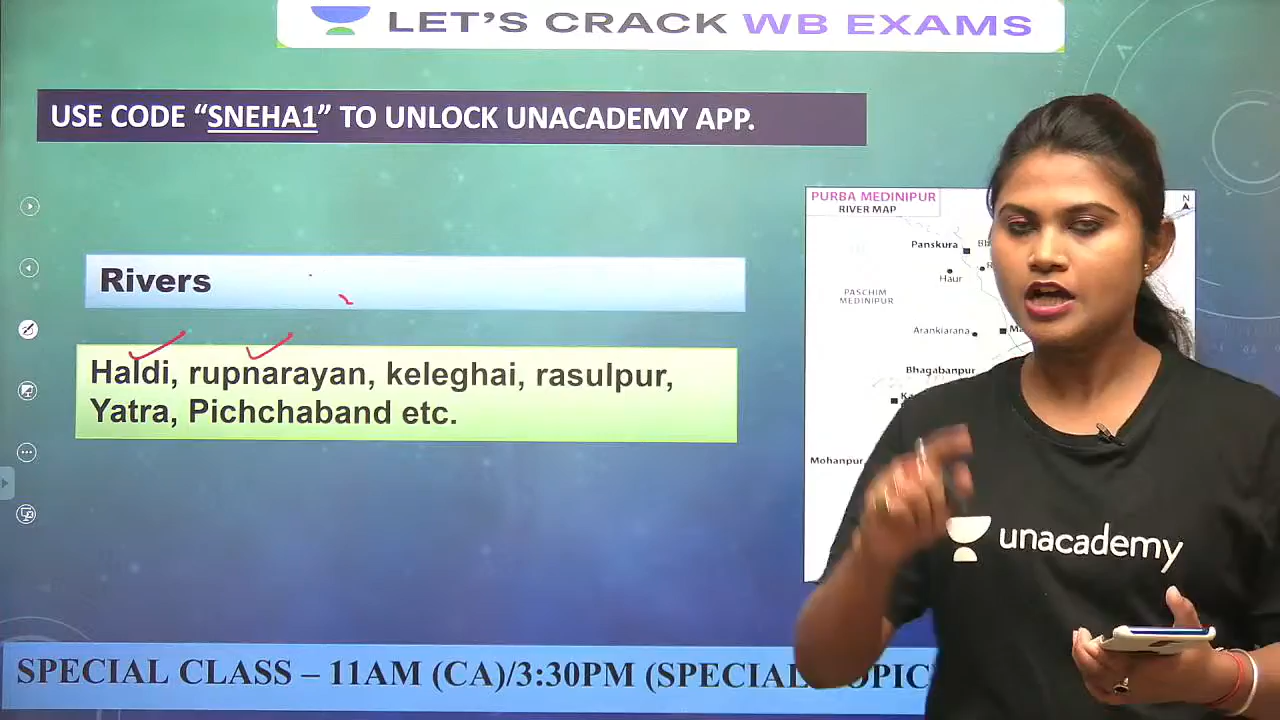 LET'S CRACK WB EXAMS
USE CODE “SNEHA1” TO UNLOCK UNACADEMY APP.
PURBA MEDINIPUR
RIVER MAP
N
Panskura
Haur
PASCHIM
MEDINIPUR
Arankiarana
Bhagabanpur
Mohanpur
Rivers
Haldi, rupnarayan, keleghai, rasulpur,
Yatra, Pichchaband etc.
unacademy
SPECIAL CLASS – 11AM (CA)/3:30PM (SPECIAL